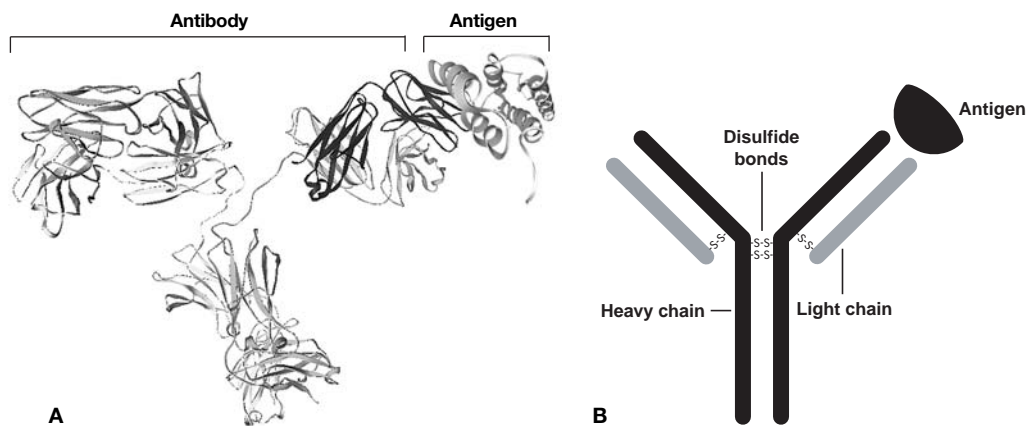 Antibody
Antigen
A
Disulfide
bonds
Antigen
-S-S-
-S-S-
-S-S-
-S-S-
Heavy chain
Light chain
B